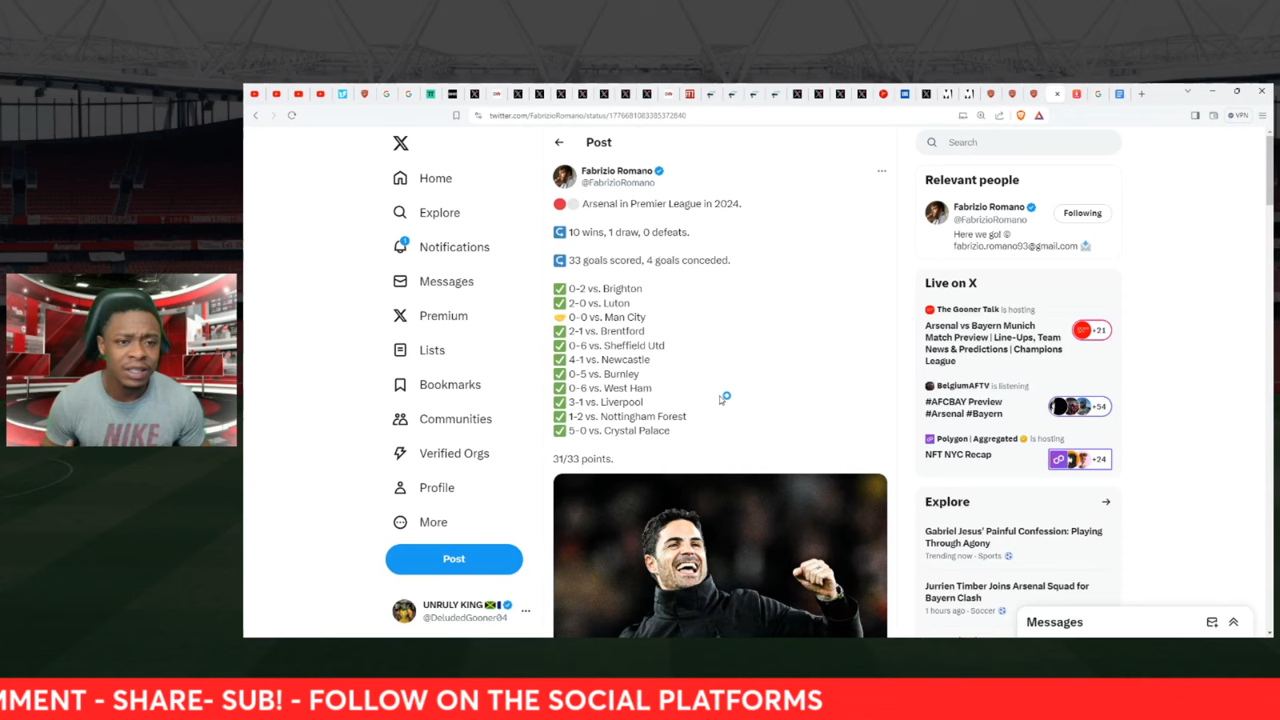 twitter.com/FabrizioRomano/status/1776681083385372840
VPN
Home
Explore
Notifications
Messages
Premium
Lists
Bookmarks
Communities
Verified Orgs
Profile
More
Post
UNRULY KING
@DeludedGooner04
Post
Fabrizio Romano
@FabrizioRomano
Arsenal in Premier League in 2024.
10 wins, 1 draw, 0 defeats.
33 goals scored, 4 goals conceded.
0-2 vs. Brighton
2-0 vs. Luton
0-0 vs. Man City
2-1 vs. Brentford
0-6 vs. Sheffield Utd
4-1 vs. Newcastle
0-5 vs. Burnley
0-6 vs. West Ham
3-1 vs. Liverpool
1-2 vs. Nottingham Forest
5-0 vs. Crystal Palace
31/33 points.
Search
Relevant people
Fabrizio Romano
@FabrizioRomano
Following
Here we go! ©
fabrizio.romano93@gmail.com
Live on X
The Gooner Talk is hosting
Arsenal vs Bayern Munich
Match Preview | Line-Ups, Team
News & Predictions | Champions
League
+21
BelgiumAFTV is listening
#AFCBAY Preview
#Arsenal #Bayern
+54
Polygon | Aggregated is hosting
NFT NYC Recap
+24
Explore
Gabriel Jesus' Painful Confession: Playing
Through Agony
Trending now · Sports
Jurrien Timber Joins Arsenal Squad for
Bayern Clash
1 hours ago · Soccer
Messages
NIKE
MMENT - SHARE- SUB! - FOLLOW ON THE SOCIAL PLATFORMS